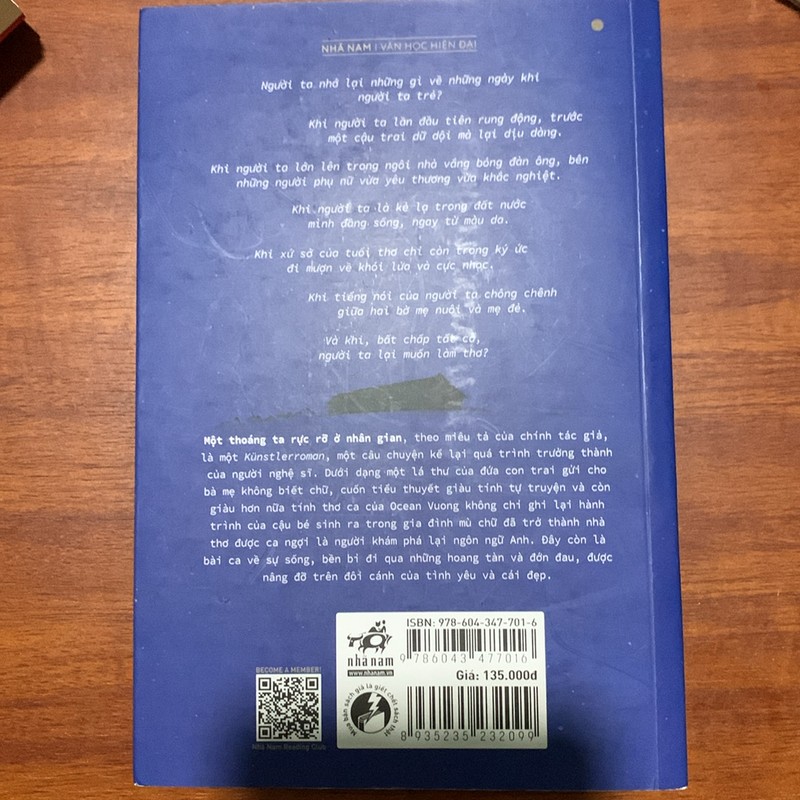 NHÃ NAM | VĂN HỌC HIỆN ĐẠI
Người ta nhớ lại những gì về những ngày khi
người ta trẻ?
Khi người ta lần đầu tiên rung động, trước
một cậu trai dữ dội mà lại dịu dàng.
Khi người ta lớn lên trong ngôi nhà vắng bóng đàn ông, bên
những người phụ nữ vừa yêu thương vừa khắc nghiệt.
Khi người ta là kẻ lạ trong đất nước
mình đang sống, ngay từ màu da.
Khi xứ sở của tuổi thơ chỉ còn trong ký ức
đi mượn về khói lửa và cực nhọc.
Khi tiếng nói của người ta chông chênh
giữa hai bờ mẹ nuôi và mẹ đẻ.
Và khi, bất chấp tất cả,
người ta lại muốn làm thơ?
Một thoáng ta rực rỡ ở nhân gian, theo miêu tả của chính tác giả,
là một Künstlerroman, một câu chuyện kể lại quá trình trưởng thành
của người nghệ sĩ. Dưới dạng một lá thư của đứa con trai gửi cho
bà mẹ không biết chữ, cuốn tiểu thuyết giàu tính tự truyện và còn
giàu hơn nữa tính thơ ca của Ocean Vuong không chỉ ghi lại hành
trình của cậu bé sinh ra trong gia đình mù chữ đã trở thành nhà
thơ được ca ngợi là người khám phá lại ngôn ngữ Anh. Đây còn là
bài ca về sự sống, bền bỉ đi qua những hoang tàn và đớn đau, được
nâng đỡ trên đôi cánh của tình yêu và cái đẹp.
BECOME A MEMBER!
Nhã Nam Reading Club
nhã nam
www.nhanam.vn
Mua bán sách giả là giết chết sách thật
ISBN: 978-604-347-701-6
9 786043 477016
Giá: 135.000đ
8 935235 232099